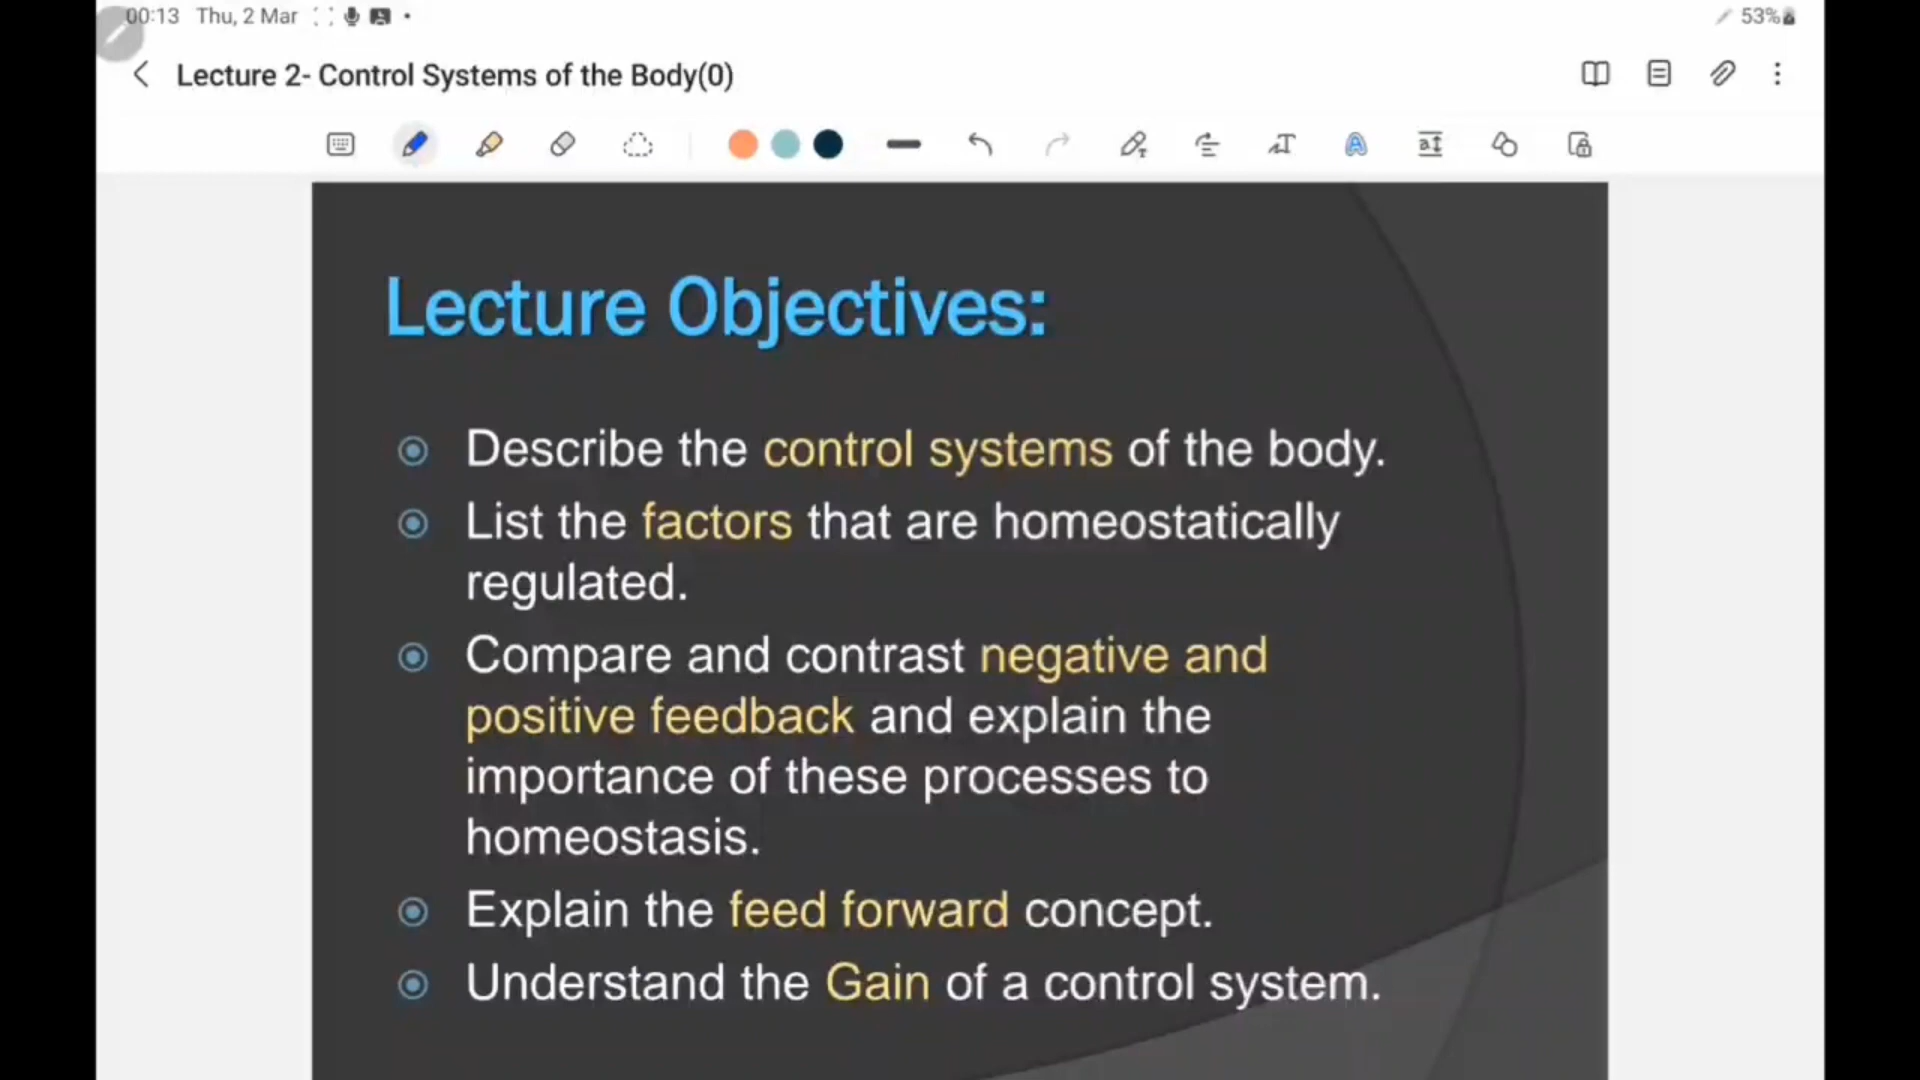 00:13 Thu, 2 Mar
53%
Lecture 2- Control Systems of the Body(0)
Lecture Objectives:
Describe the control systems of the body.
List the factors that are homeostatically
regulated.
Compare and contrast negative and
positive feedback and explain the
importance of these processes to
homeostasis.
Explain the feed forward concept.
Understand the Gain of a control system.